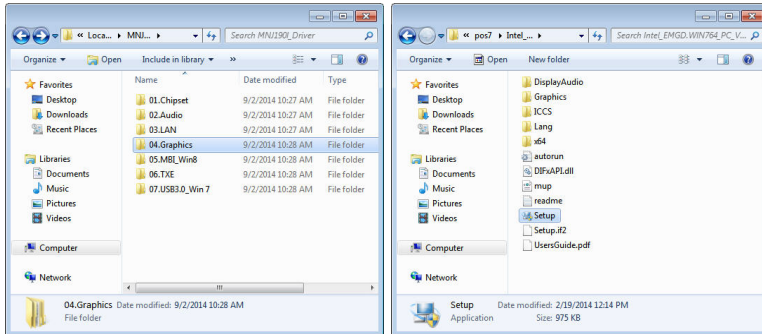 « Loca... ▸ MNJ... ▸
Search MNJ190I_Driver
Organize
Open
Include in library
»
Favorites
Desktop
Downloads
Recent Places
Libraries
Documents
Music
Pictures
Videos
Computer
Network
Name Date modified Type
01.Chipset 9/2/2014 10:27 AM File folder
02.Audio 9/2/2014 10:27 AM File folder
03.LAN 9/2/2014 10:27 AM File folder
04.Graphics 9/2/2014 10:28 AM File folder
05.MBI_Win8 9/2/2014 10:28 AM File folder
06.TXE 9/2/2014 10:28 AM File folder
07.USB3.0_Win 7 9/2/2014 10:28 AM File folder
04.Graphics Date modified: 9/2/2014 10:28 AM
File folder
« pos7 ▸ Intel_... ▸
Search Intel_EMGD.WIN764_PC_V...
Organize
Open
New folder
Favorites
Desktop
Downloads
Recent Places
Libraries
Documents
Music
Pictures
Videos
Computer
Network
DisplayAudio
Graphics
ICCS
Lang
x64
autorun
DIFxAPI.dll
mup
readme
Setup
Setup.if2
UsersGuide.pdf
Setup Date modified: 2/19/2014 12:14 PM
Application Size: 975 KB